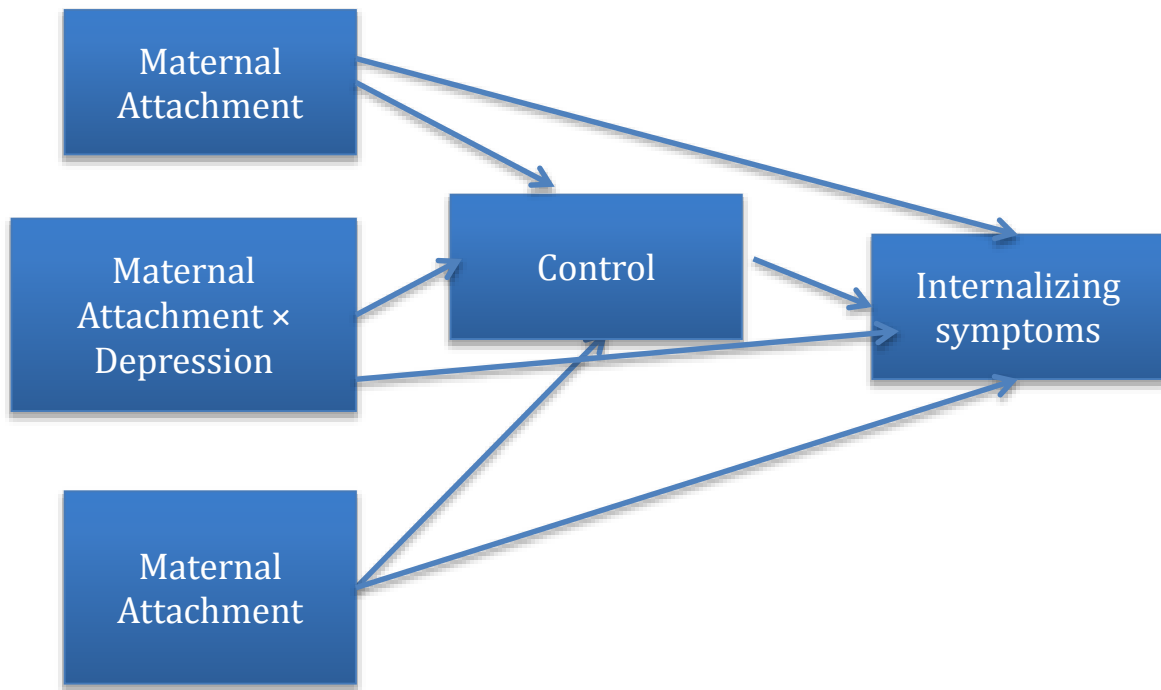 Maternal
Attachment
Maternal
Attachment ×
Depression
Control
Internalizing
symptoms
Maternal
Attachment